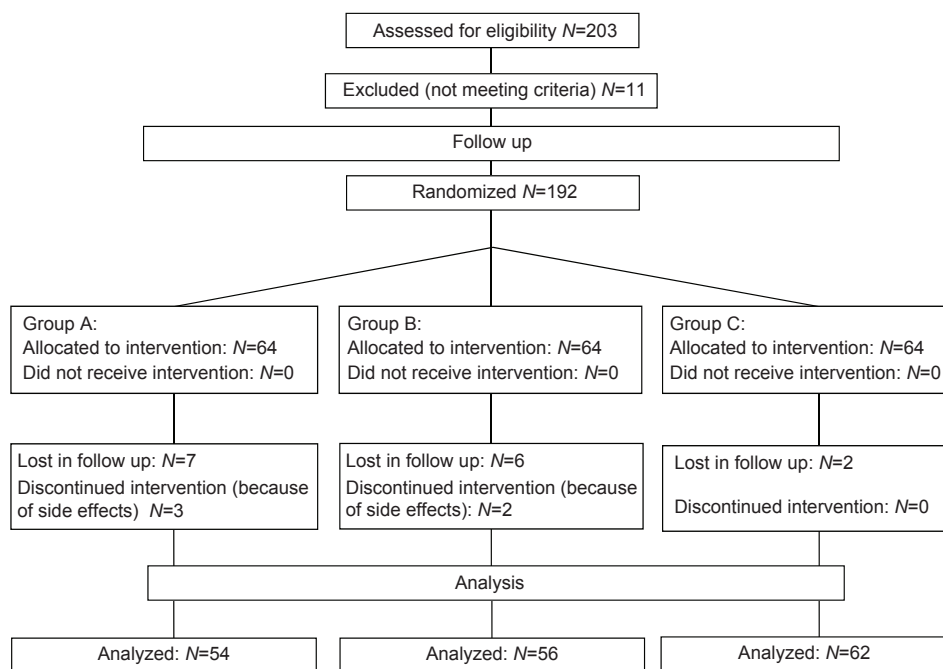 Assessed for eligibility N=203
Excluded (not meeting criteria) N=11
Follow up
Randomized N=192
Group A:
Allocated to intervention: N=64
Did not receive intervention: N=0
Group B:
Allocated to intervention: N=64
Did not receive intervention: N=0
Group C:
Allocated to intervention: N=64
Did not receive intervention: N=0
Lost in follow up: N=7
Discontinued intervention (because
of side effects) N=3
Lost in follow up: N=6
Discontinued intervention (because
of side effects): N=2
Lost in follow up: N=2
Discontinued intervention: N=0
Analysis
Analyzed: N=54
Analyzed: N=56
Analyzed: N=62